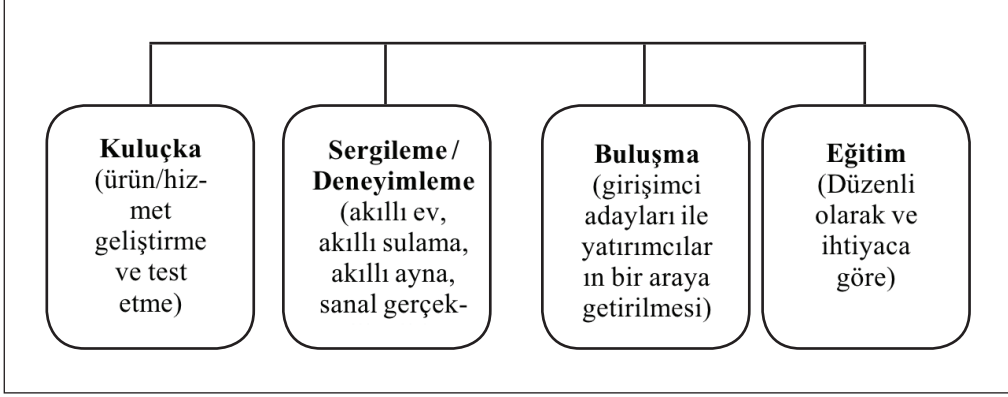 Kuluçka
(ürün/hiz-
met
geliştirme
ve test
etme)
Sergileme /
Deneyimleme
(akıllı ev,
akıllı sulama,
akıllı ayna,
sanal gerçek-
Buluşma
(girişimci
adayları ile
yatırımcılar
ın bir araya
getirilmesi)
Eğitim
(Düzenli
olarak ve
ihtiyaca
göre)